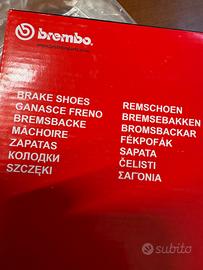 brembo
BRAKE SHOES
GANASCE FRENO
BREMSBACKE
MÂCHOIRE
ZAPATAS
КОЛОДКИ
SZCZĘKI
REMSCHOEN
BREMSEBAKKEN
BROMSBACKAR
FÉKPOFÁK
SAPATA
ČELISTI
ΣΑΓΟΝΙΑ
subito